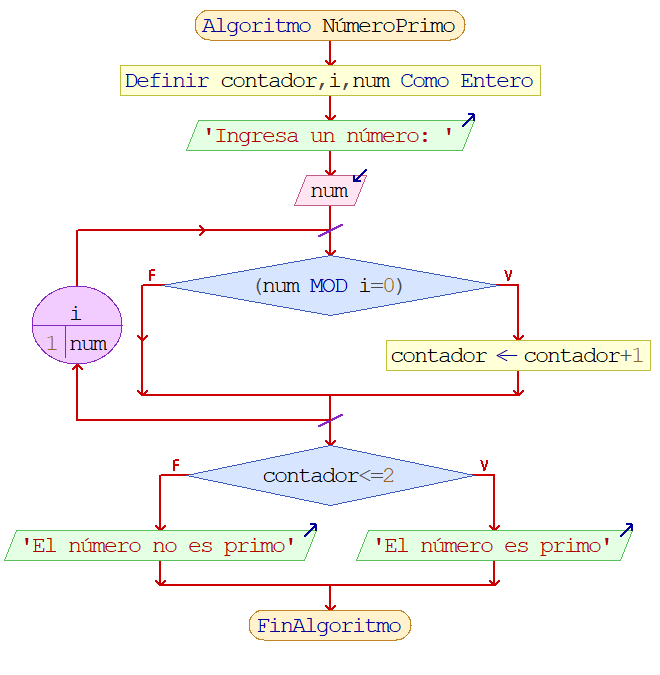 Algoritmo NúmeroPrimo
Definir contador,i,num Como Entero
'Ingresa un número: '
num
F
(num MOD i=0)
V
i
1 num
contador ← contador+1
F
contador<=2
V
'El número no es primo'
'El número es primo'
FinAlgoritmo